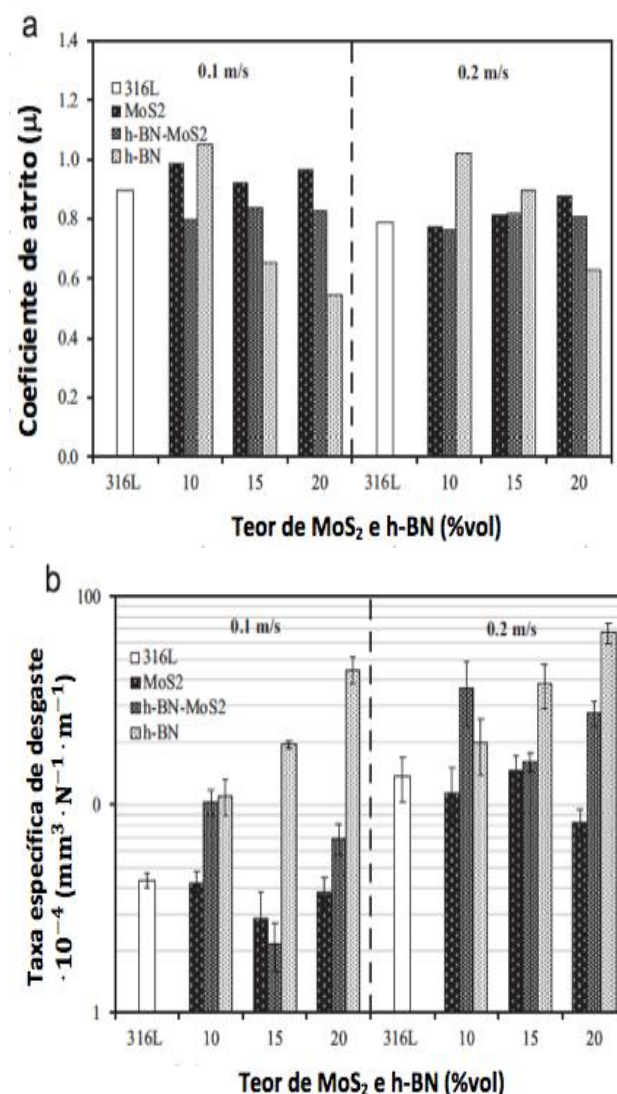 a
1.4
1.2
1.0
0.8
0.6
0.4
0.2
0.0
Coeficiente de atrito (μ)
0.1 m/s
0.2 m/s
316L
MoS2
h-BN-MoS2
h-BN
316L 10 15 20 316L 10 15 20
Teor de MoS₂ e h-BN (%vol)
b
100
0
1
Taxa específica de desgaste
·10⁻⁴ (mm³ · N⁻¹ · m⁻¹)
0.1 m/s
0.2 m/s
316L
MoS2
h-BN-MoS2
h-BN
316L 10 15 20 316L 10 15 20
Teor de MoS₂ e h-BN (%vol)